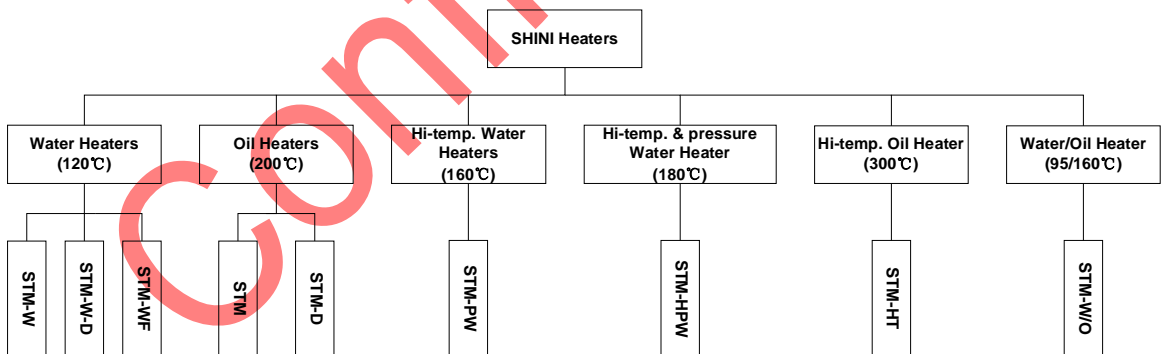 SHINI Heaters
Water Heaters
(120℃)
Oil Heaters
(200℃)
Hi-temp. Water
Heaters
(160℃)
Hi-temp. & pressure
Water Heater
(180℃)
Hi-temp. Oil Heater
(300℃)
Water/Oil Heater
(95/160℃)
STM-W
STM-W-D
STM-WF
STM
STM-D
STM-PW
STM-HPW
STM-HT
STM-W/O